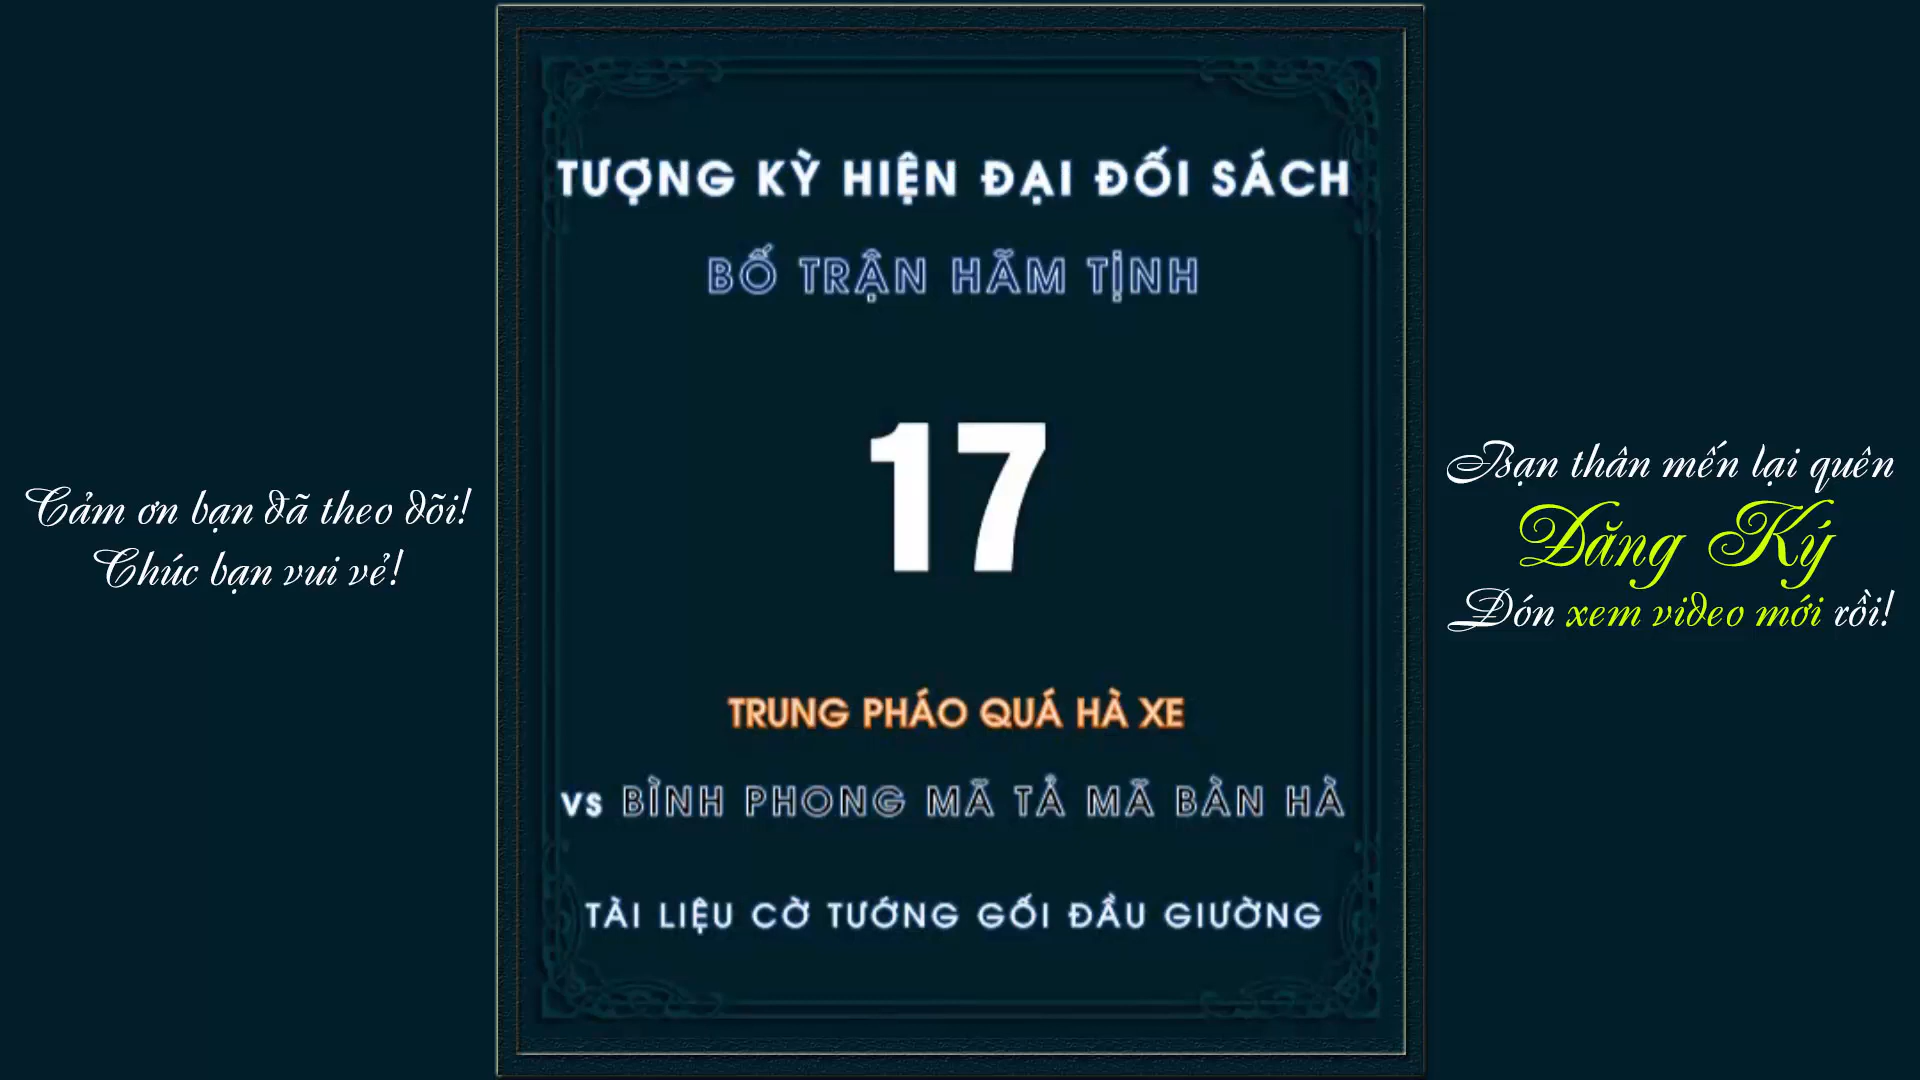 Cảm ơn bạn đã theo dõi!
Chúc bạn vui vẻ!
TƯỢNG KỲ HIỆN ĐẠI ĐỐI SÁCH
BỐ TRẬN HÃM TỊNH
17
TRUNG PHÁO QUÁ HÀ XE
VS BÌNH PHONG MÃ TẢ MÃ BÀN HÀ
TÀI LIỆU CỜ TƯỚNG GỐI ĐẦU GIƯỜNG
Bạn thân mến lại quên
Đăng Ký
Đón xem video mới rồi!